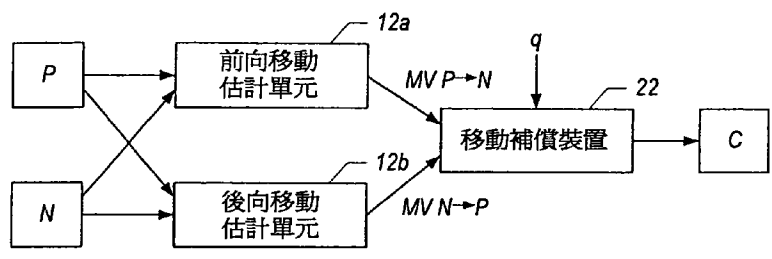 12a
P
前向移動
估計單元
MV P→N
q
22
移動補償裝置
C
N
12b
後向移動
估計單元
MV N→P